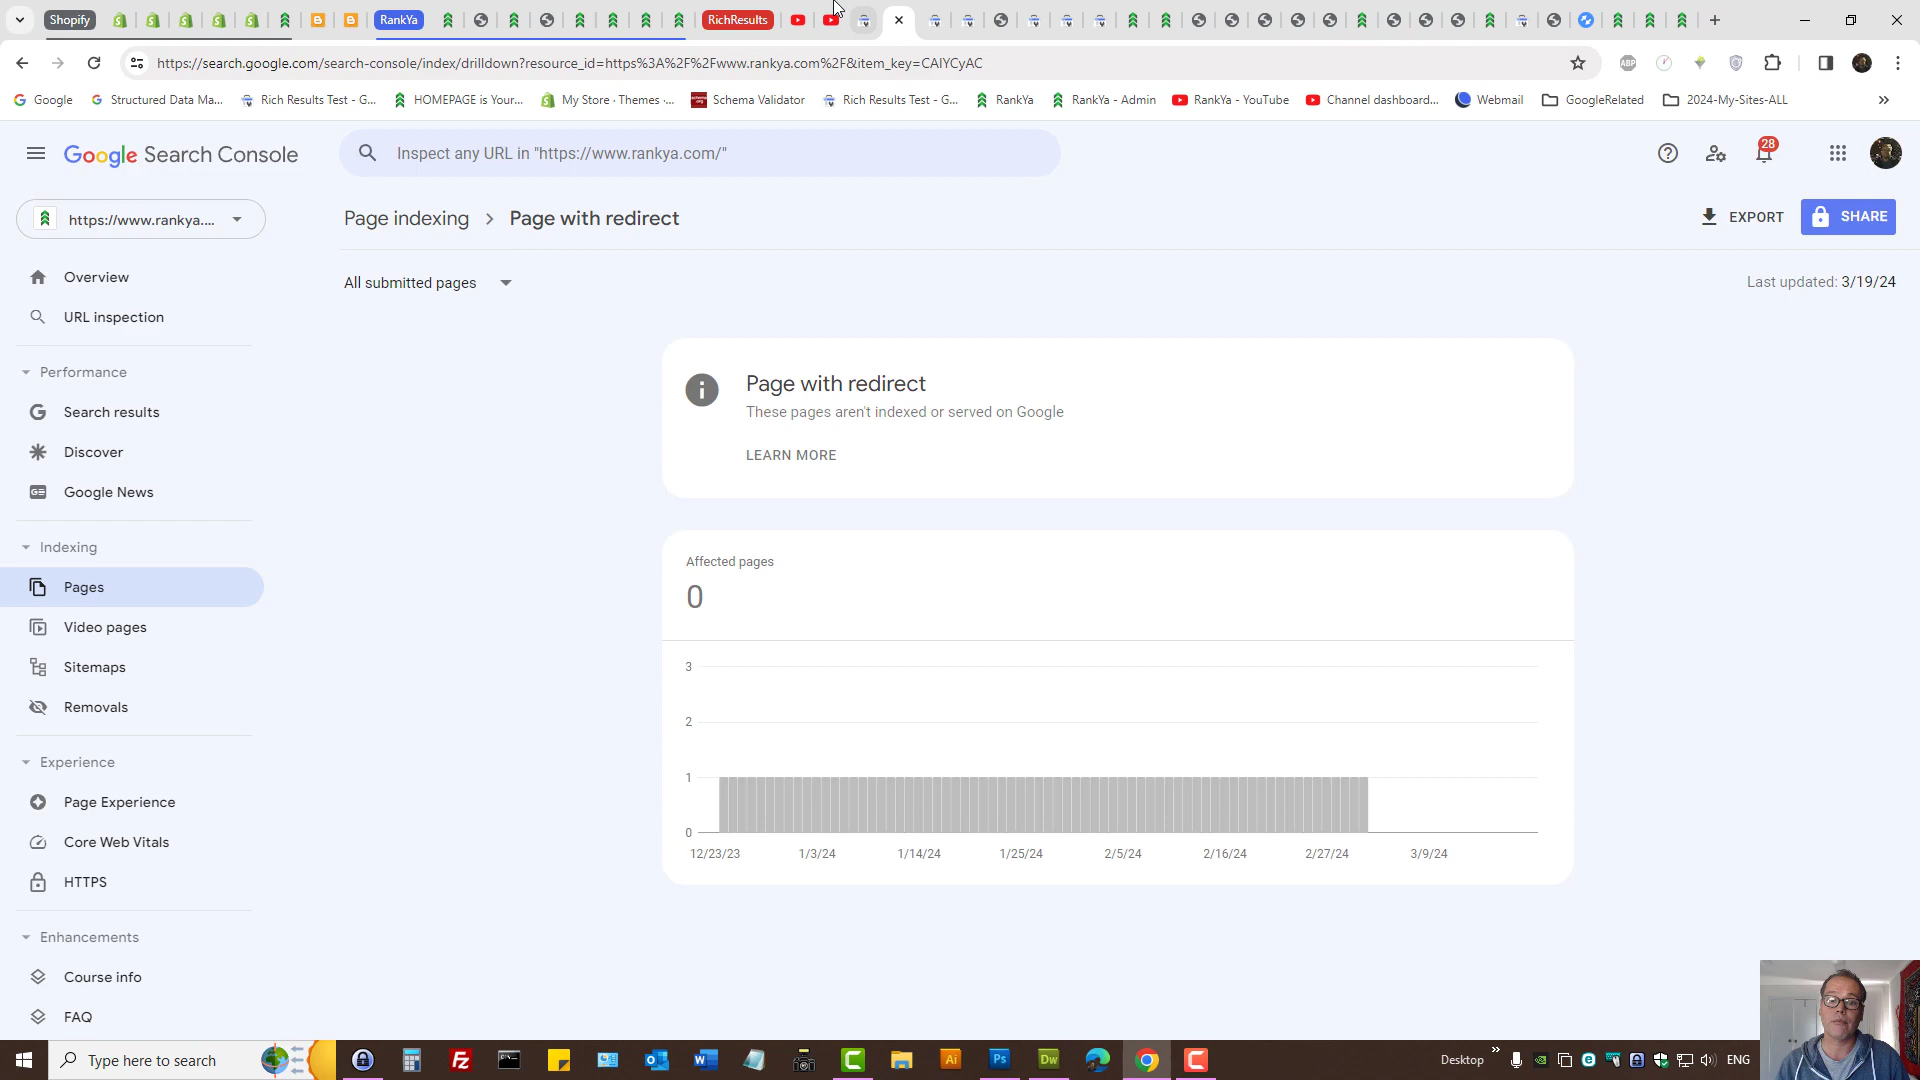 Shopify
RankYa
RichResults
https://search.google.com/search-console/index/drilldown?resource_id=https%3A%2F%2Fwww.rankya.com%2F&item_key=CAIYCyAC
ABP
Google
Structured Data Ma...
Rich Results Test - G...
HOMEPAGE is Your...
My Store · Themes ·...
Schema Validator
Rich Results Test - G...
RankYa
RankYa - Admin
RankYa - YouTube
Channel dashboard...
Webmail
GoogleRelated
2024-My-Sites-ALL
Google Search Console
Inspect any URL in "https://www.rankya.com/"
28
https://www.rankya....
Page indexing
Page with redirect
EXPORT
SHARE
All submitted pages
Last updated: 3/19/24
Overview
URL inspection
Performance
Search results
Discover
Google News
Indexing
Pages
Video pages
Sitemaps
Removals
Experience
Page Experience
Core Web Vitals
HTTPS
Enhancements
Course info
FAQ
Page with redirect
These pages aren't indexed or served on Google
LEARN MORE
Affected pages
0
3
2
1
0
12/23/23
1/3/24
1/14/24
1/25/24
2/5/24
2/16/24
2/27/24
3/9/24
Type here to search
Fz
W
Ai
Ps
Dw
Desktop
ENG